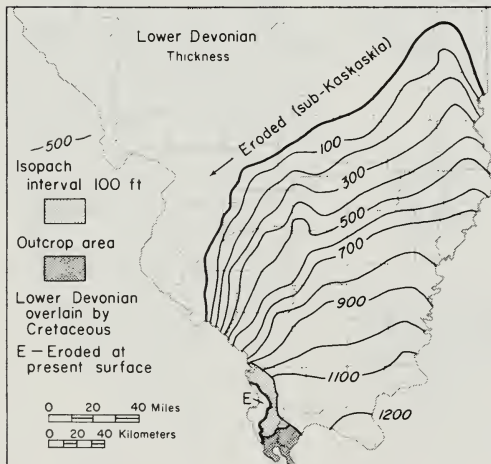 Lower Devonian
Thickness
Eroded (sub-Kaskaskia)
500
Isopach
interval 100 ft
Outcrop area
Lower Devonian
overlain by
Cretaceous
E – Eroded at
present surface
0 20 40 Miles
0 20 40 Kilometers
100
300
500
700
900
1100
1200
E